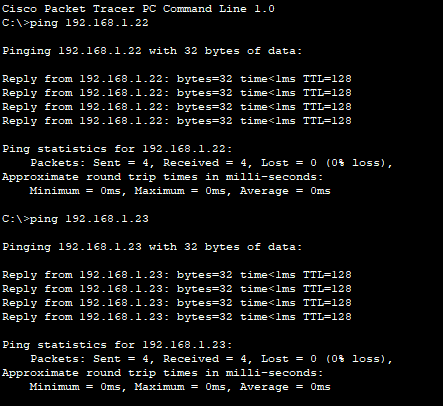 Cisco Packet Tracer PC Command Line 1.0
C:\>ping 192.168.1.22
Pinging 192.168.1.22 with 32 bytes of data:
Reply from 192.168.1.22: bytes=32 time<1ms TTL=128
Reply from 192.168.1.22: bytes=32 time<1ms TTL=128
Reply from 192.168.1.22: bytes=32 time<1ms TTL=128
Reply from 192.168.1.22: bytes=32 time<1ms TTL=128
Ping statistics for 192.168.1.22:
    Packets: Sent = 4, Received = 4, Lost = 0 (0% loss),
Approximate round trip times in milli-seconds:
    Minimum = 0ms, Maximum = 0ms, Average = 0ms
C:\>ping 192.168.1.23
Pinging 192.168.1.23 with 32 bytes of data:
Reply from 192.168.1.23: bytes=32 time<1ms TTL=128
Reply from 192.168.1.23: bytes=32 time<1ms TTL=128
Reply from 192.168.1.23: bytes=32 time<1ms TTL=128
Reply from 192.168.1.23: bytes=32 time<1ms TTL=128
Ping statistics for 192.168.1.23:
    Packets: Sent = 4, Received = 4, Lost = 0 (0% loss),
Approximate round trip times in milli-seconds:
    Minimum = 0ms, Maximum = 0ms, Average = 0ms